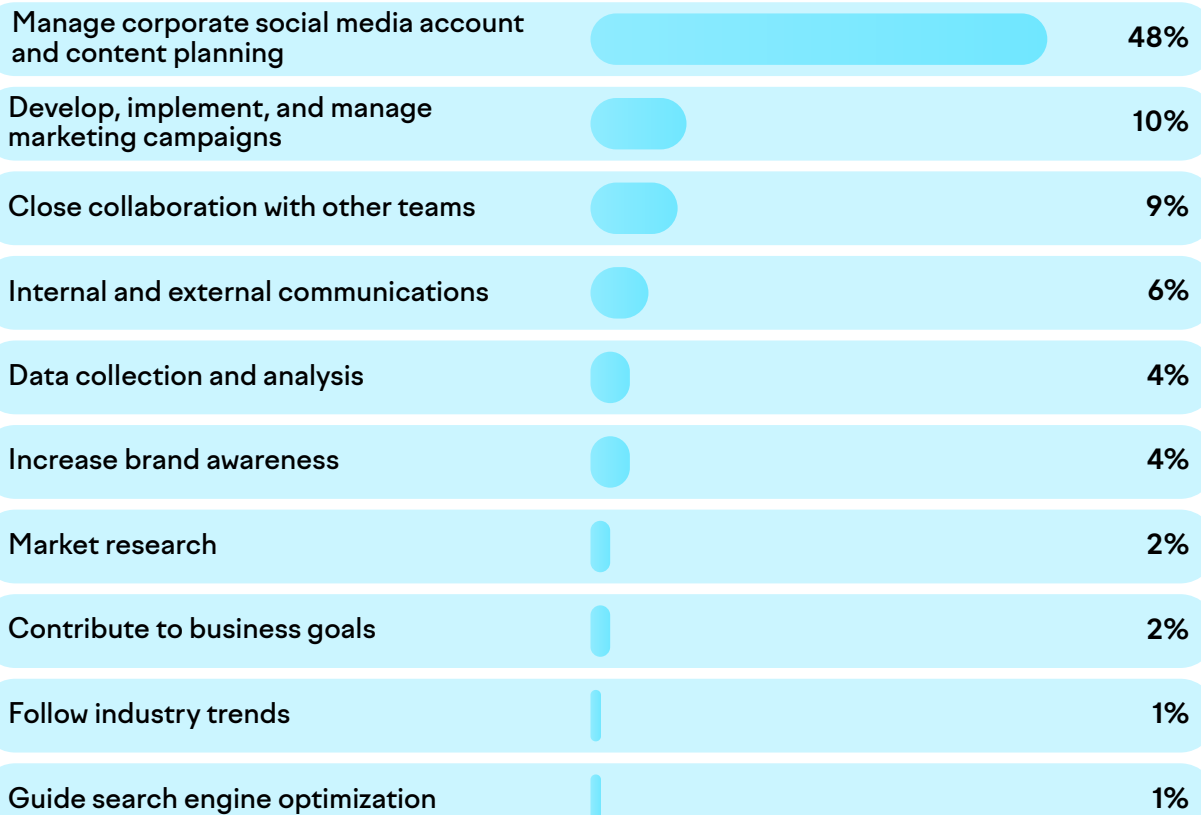 Manage corporate social media account
and content planning
48%
Develop, implement, and manage
marketing campaigns
10%
Close collaboration with other teams
9%
Internal and external communications
6%
Data collection and analysis
4%
Increase brand awareness
4%
Market research
2%
Contribute to business goals
2%
Follow industry trends
1%
Guide search engine optimization
1%